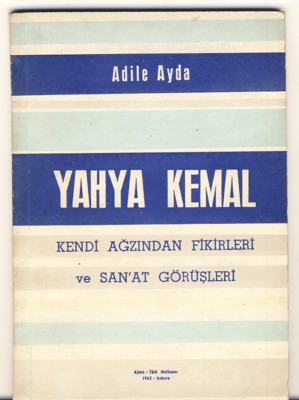 Adile Ayda
YAHYA KEMAL
KENDİ AĞZINDAN FİKİRLERİ
ve SAN'AT GÖRÜŞLERİ
Ajans - Türk Matbaası
1962 - Ankara